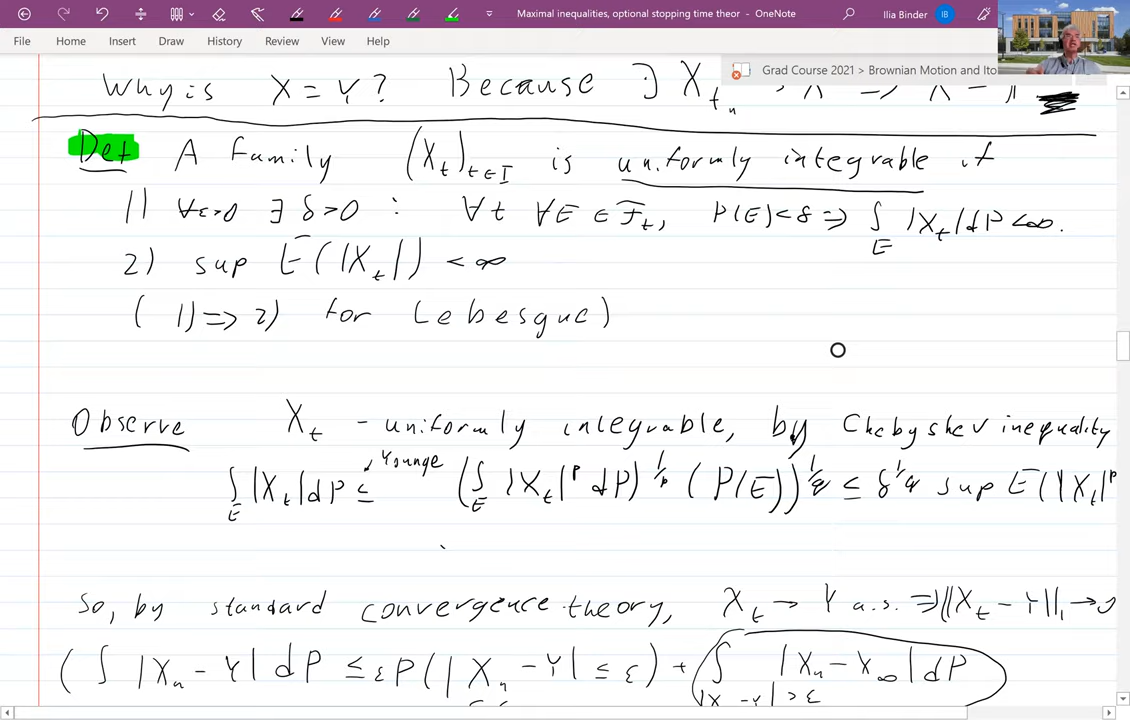 Maximal inequalities, optional stopping time theor - OneNote
Ilia Binder IB
File Home Insert Draw History Review View Help
Grad Course 2021 > Brownian Motion and Ito
Why is X = Y? Because ∃ X_{t_n}
Def A Family (X_t)_{t∈I} is uniformly integrable if
1) ∀ε>0 ∃ δ>0 : ∀t ∀E ∈ F_t, P(E)<δ => ∫_E |X_t|dP <∞.
2) sup E(|X_t|) < ∞
( 1) => 2) for Lebesgue)
Observe X_t - uniformly integrable, by Chebyshev inequality
Younge
∫_E |X_t|dP ≤ (∫_E |X_t|^p dP)^{1/p} (P(E))^{1/q} ≤ δ^{1/q} sup E(|X_t|^p
So, by standard convergence theory, X_t → Y a.s. => ||X_t - Y||_1 → 0
( ∫ |X_n - Y| dP ≤ ε P(|X_n - Y| ≤ ε) + ∫_{|X - Y| > ε} |X_n - X_∞| dP